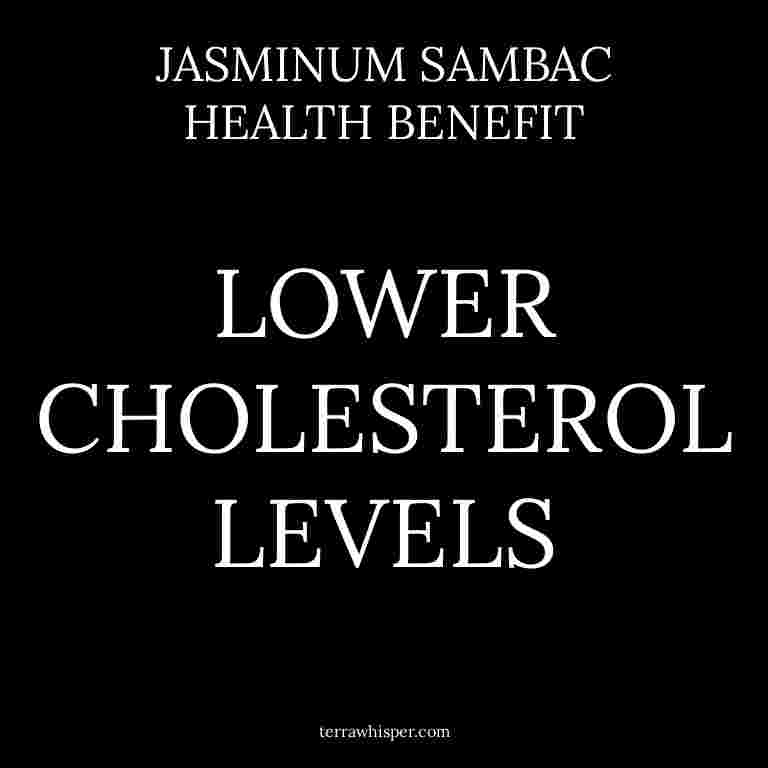 JASMINUM SAMBAC
HEALTH BENEFIT
LOWER
CHOLESTEROL
LEVELS
terrawhisper.com